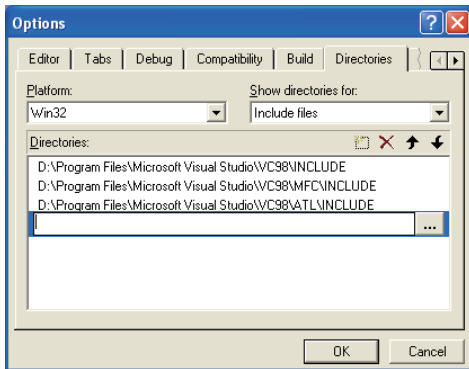 Options
Editor Tabs Debug Compatibility Build Directories
Platform: Show directories for:
Win32 Include files
Directories:
D:\Program Files\Microsoft Visual Studio\VC98\INCLUDE
D:\Program Files\Microsoft Visual Studio\VC98\MFC\INCLUDE
D:\Program Files\Microsoft Visual Studio\VC98\ATL\INCLUDE
...
OK Cancel